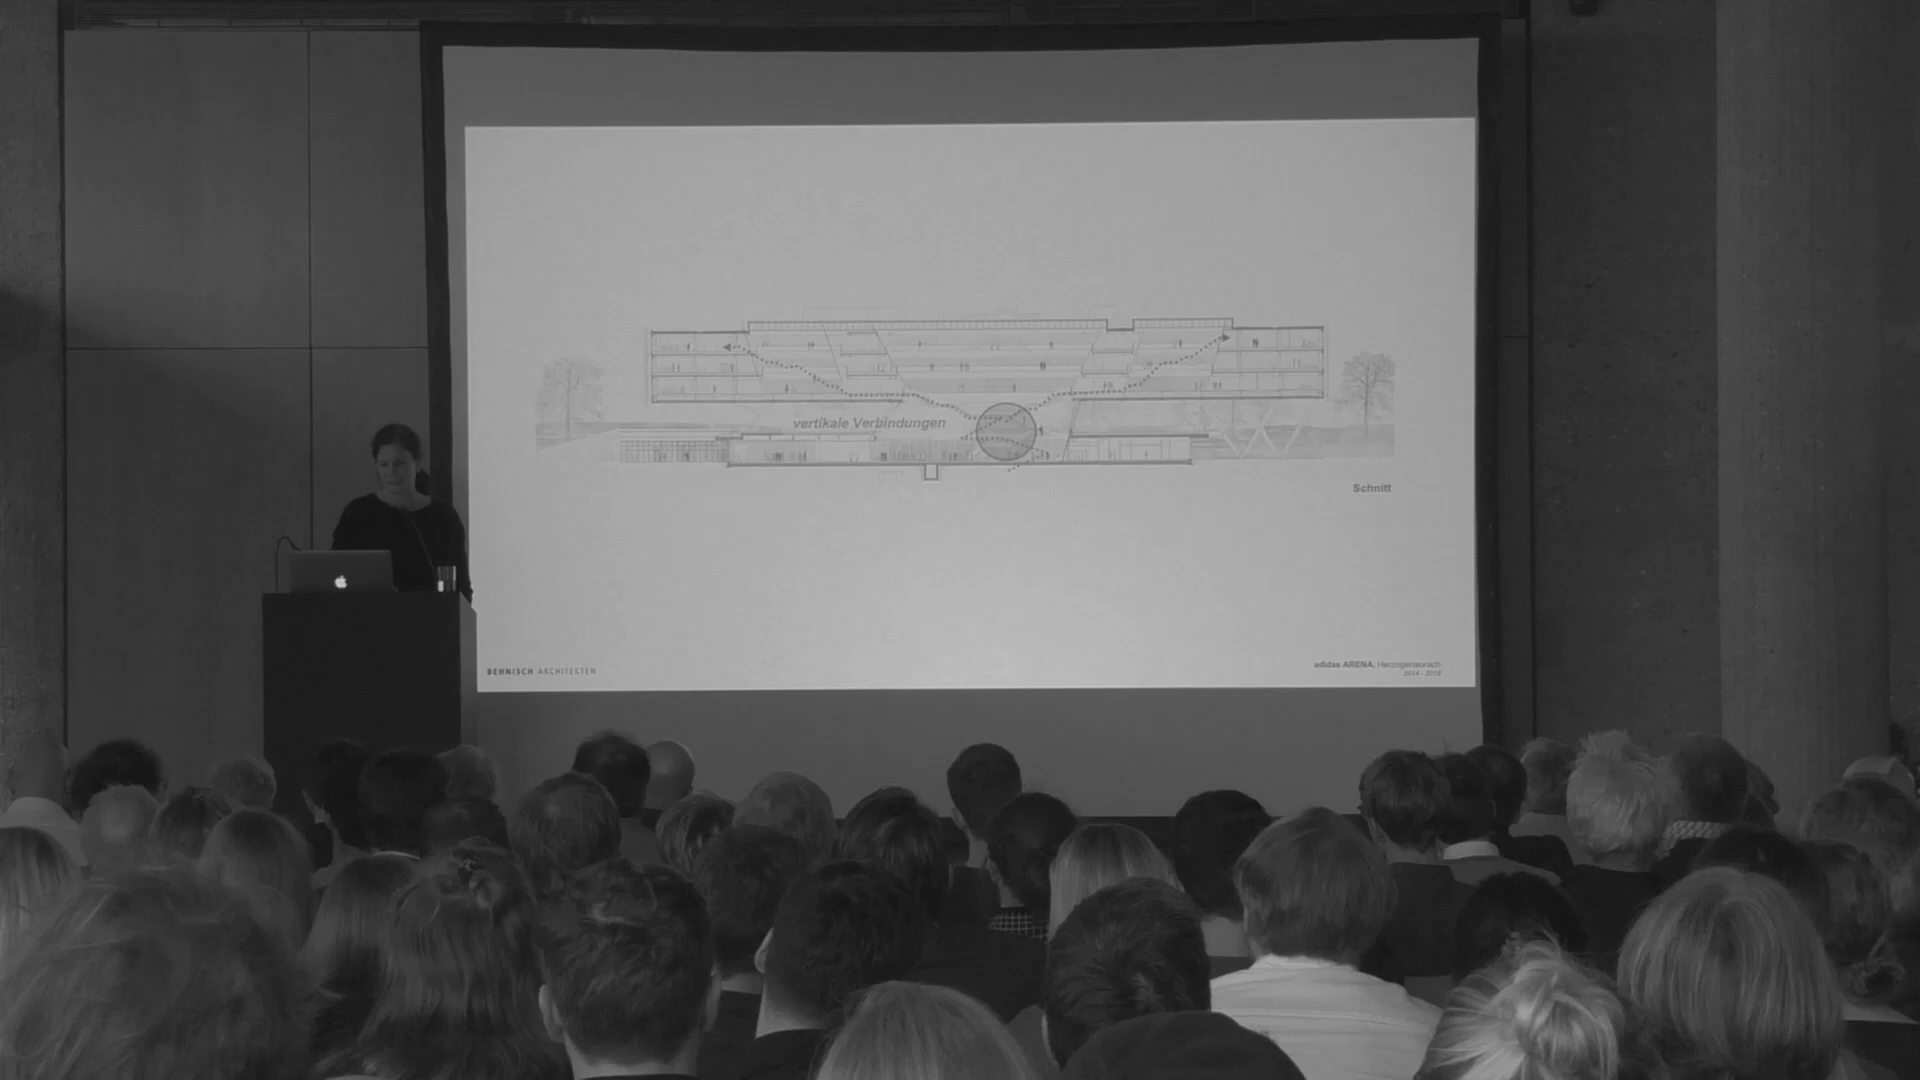 vertikale Verbindungen
Schnitt
BEHNISCH ARCHITEKTEN
adidas ARENA, Herzogenaurach
2014 - 2019